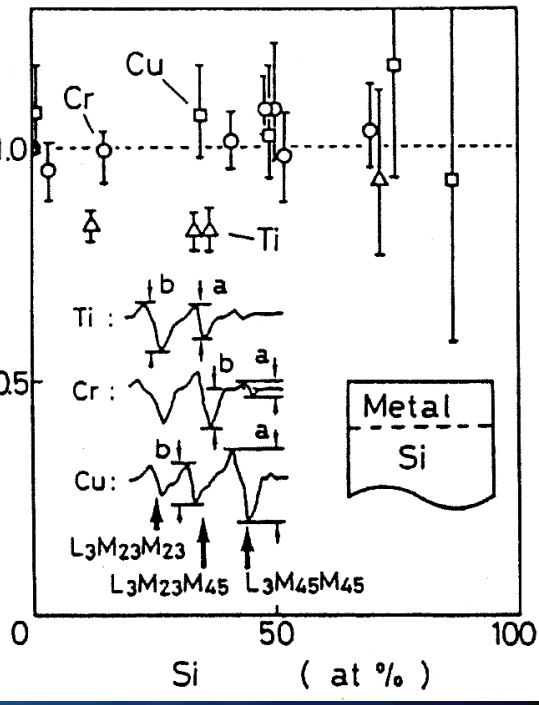 Cu
Cr
1.0
Ti
b a
Ti :
b a
Cr :
0.5
Metal
Si
b a
Cu :
L3M23M23
L3M23M45 L3M45M45
0 50 100
Si ( at % )